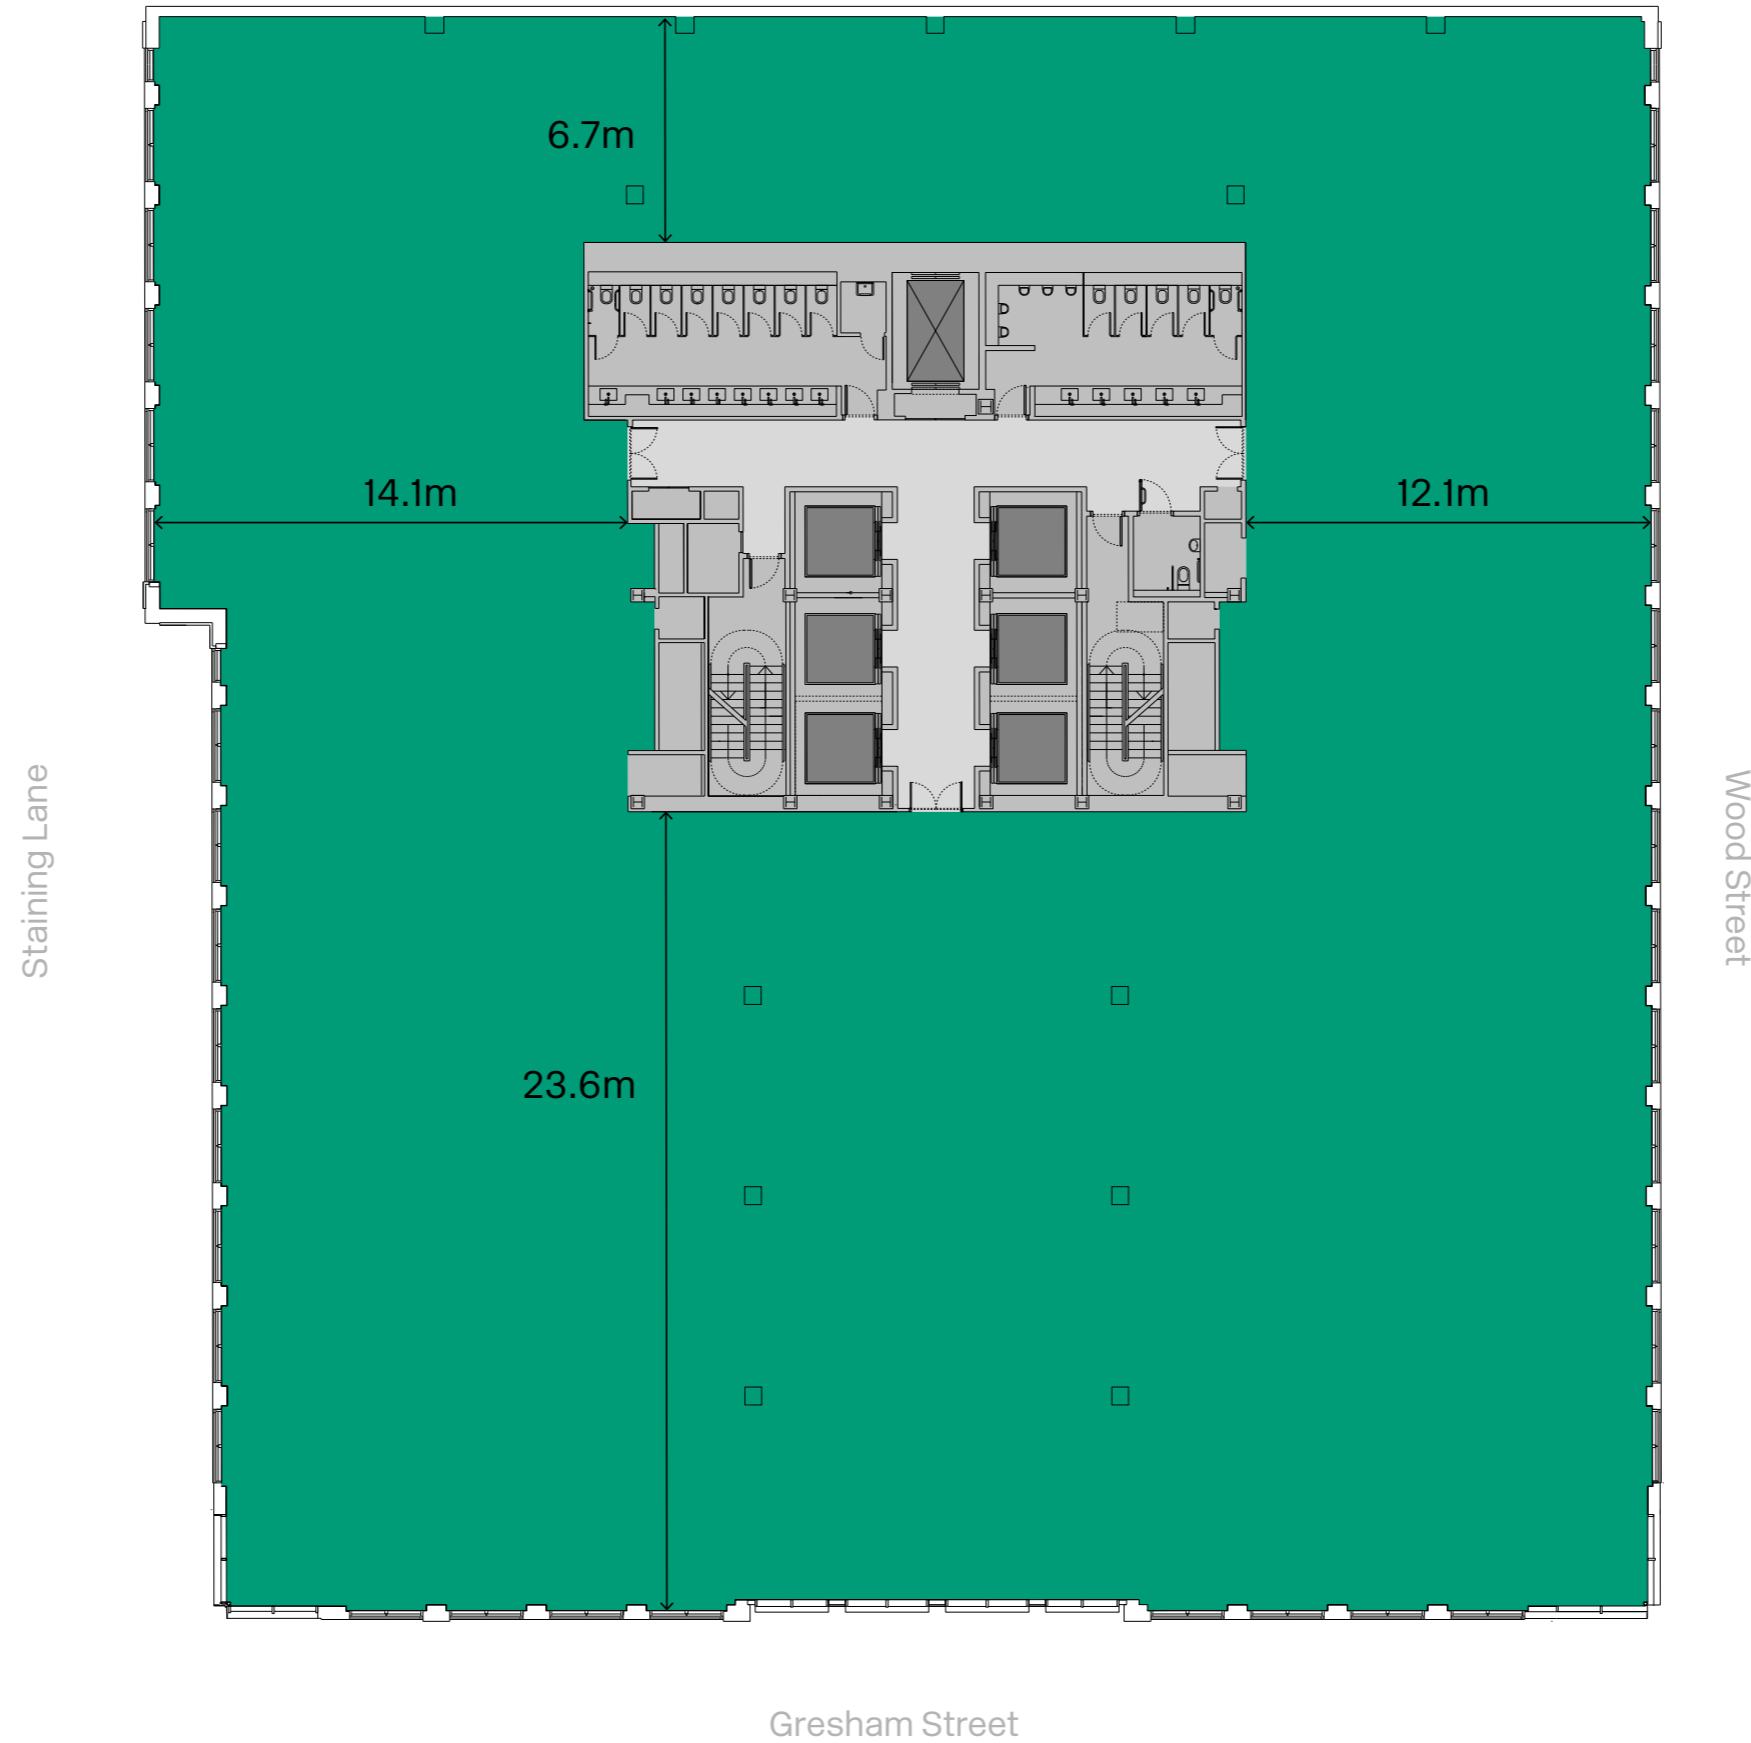 6.7m
14.1m
12.1m
Staining Lane
Wood Street
23.6m
Gresham Street